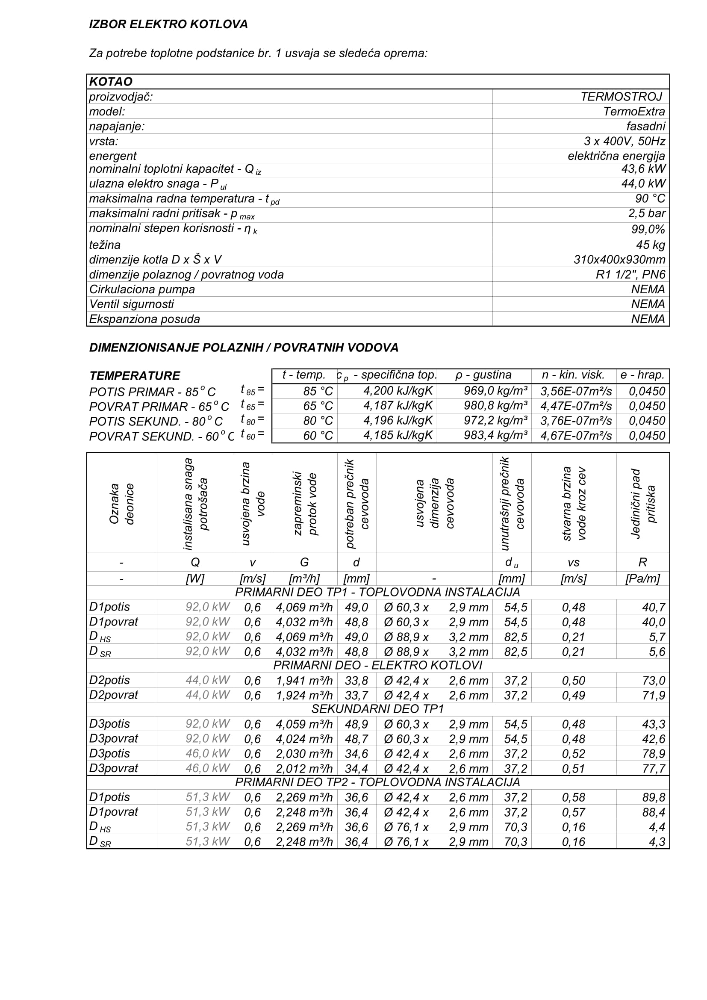 IZBOR ELEKTRO KOTLOVA
Za potrebe toplotne podstanice br. 1 usvaja se sledeća oprema:
KOTAO
proizvodjač: TERMOSTROJ
model: TermoExtra
napajanje: fasadni
vrsta: 3 x 400V, 50Hz
energent električna energija
nominalni toplotni kapacitet - Q iz 43,6 kW
ulazna elektro snaga - P ul 44,0 kW
maksimalna radna temperatura - t pd 90 °C
maksimalni radni pritisak - p max 2,5 bar
nominalni stepen korisnosti - η k 99,0%
težina 45 kg
dimenzije kotla D x Š x V 310x400x930mm
dimenzije polaznog / povratnog voda R1 1/2", PN6
Cirkulaciona pumpa NEMA
Ventil sigurnosti NEMA
Ekspanziona posuda NEMA
DIMENZIONISANJE POLAZNIH / POVRATNIH VODOVA
TEMPERATURE t - temp. c p - specifična top. ρ - gustina n - kin. visk. e - hrap.
POTIS PRIMAR - 85 o C t 85 = 85 °C 4,200 kJ/kgK 969,0 kg/m³ 3,56E-07m²/s 0,0450
POVRAT PRIMAR - 65 o C t 65 = 65 °C 4,187 kJ/kgK 980,8 kg/m³ 4,47E-07m²/s 0,0450
POTIS SEKUND. - 80 o C t 80 = 80 °C 4,196 kJ/kgK 972,2 kg/m³ 3,76E-07m²/s 0,0450
POVRAT SEKUND. - 60 o C t 60 = 60 °C 4,185 kJ/kgK 983,4 kg/m³ 4,67E-07m²/s 0,0450
Oznaka deonice instalisana snaga potrošača usvojena brzina vode zapreminski protok vode potreban prečnik cevovoda usvojena dimenzija cevovoda unutrašnji prečnik cevovoda stvarna brzina vode kroz cev Jedinični pad pritiska
- Q v G d d u vs R
- [W] [m/s] [m³/h] [mm] - [mm] [m/s] [Pa/m]
PRIMARNI DEO TP1 - TOPLOVODNA INSTALACIJA
D1potis 92,0 kW 0,6 4,069 m³/h 49,0 Ø 60,3 x 2,9 mm 54,5 0,48 40,7
D1povrat 92,0 kW 0,6 4,032 m³/h 48,8 Ø 60,3 x 2,9 mm 54,5 0,48 40,0
D HS 92,0 kW 0,6 4,069 m³/h 49,0 Ø 88,9 x 3,2 mm 82,5 0,21 5,7
D SR 92,0 kW 0,6 4,032 m³/h 48,8 Ø 88,9 x 3,2 mm 82,5 0,21 5,6
PRIMARNI DEO - ELEKTRO KOTLOVI
D2potis 44,0 kW 0,6 1,941 m³/h 33,8 Ø 42,4 x 2,6 mm 37,2 0,50 73,0
D2povrat 44,0 kW 0,6 1,924 m³/h 33,7 Ø 42,4 x 2,6 mm 37,2 0,49 71,9
SEKUNDARNI DEO TP1
D3potis 92,0 kW 0,6 4,059 m³/h 48,9 Ø 60,3 x 2,9 mm 54,5 0,48 43,3
D3povrat 92,0 kW 0,6 4,024 m³/h 48,7 Ø 60,3 x 2,9 mm 54,5 0,48 42,6
D3potis 46,0 kW 0,6 2,030 m³/h 34,6 Ø 42,4 x 2,6 mm 37,2 0,52 78,9
D3povrat 46,0 kW 0,6 2,012 m³/h 34,4 Ø 42,4 x 2,6 mm 37,2 0,51 77,7
PRIMARNI DEO TP2 - TOPLOVODNA INSTALACIJA
D1potis 51,3 kW 0,6 2,269 m³/h 36,6 Ø 42,4 x 2,6 mm 37,2 0,58 89,8
D1povrat 51,3 kW 0,6 2,248 m³/h 36,4 Ø 42,4 x 2,6 mm 37,2 0,57 88,4
D HS 51,3 kW 0,6 2,269 m³/h 36,6 Ø 76,1 x 2,9 mm 70,3 0,16 4,4
D SR 51,3 kW 0,6 2,248 m³/h 36,4 Ø 76,1 x 2,9 mm 70,3 0,16 4,3